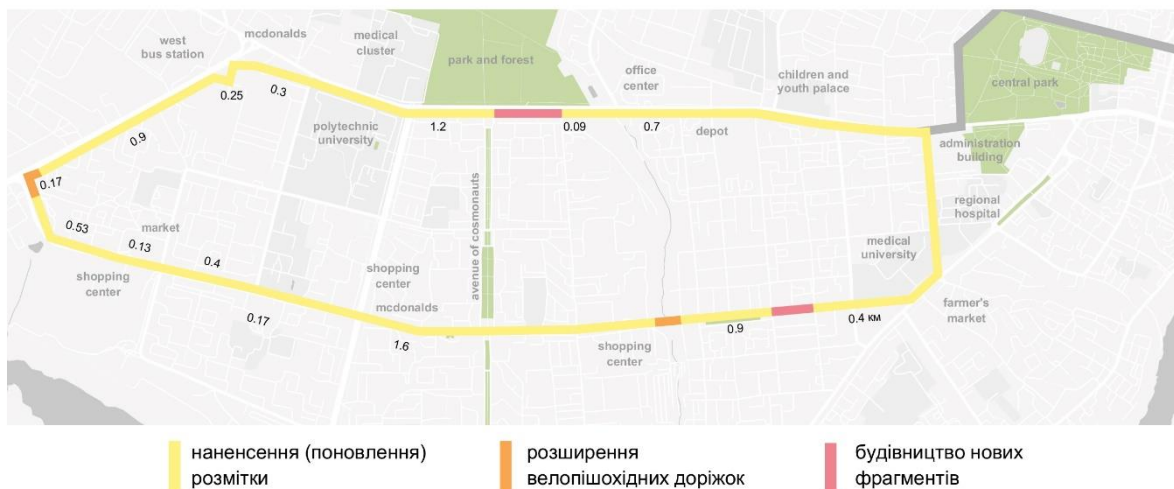 west
bus station
mcdonalds
medical
cluster
park and forest
office
center
children and
youth palace
central park
0.25
0.3
0.9
polytechnic
university
1.2
0.09
0.7
depot
administration
building
0.17
regional
hospital
0.53
market
0.13
0.4
avenue of cosmonauts
medical
university
shopping
center
shopping
center
mcdonalds
0.17
1.6
shopping
center
0.9
0.4 км
farmer's
market
наненсення (поновлення)
розмітки
розширення
велопішохідних доріжок
будівництво нових
фрагментів